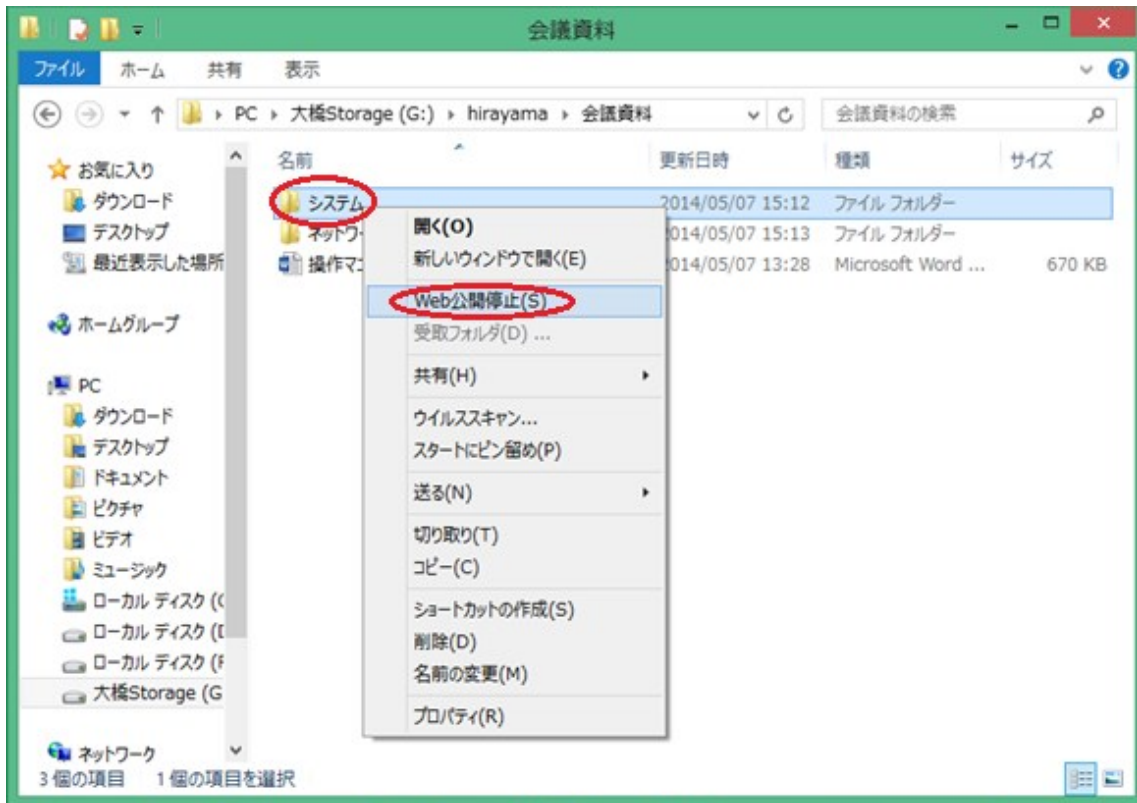 会議資料
ファイル ホーム 共有 表示
PC 大橋Storage (G:) hirayama 会議資料 会議資料の検索
お気に入り
ダウンロード
デスクトップ
最近表示した場所
ホームグループ
PC
ダウンロード
デスクトップ
ドキュメント
ピクチャ
ビデオ
ミュージック
ローカル ディスク (C
ローカル ディスク (D
ローカル ディスク (F
大橋Storage (G
ネットワーク
名前 更新日時 種類 サイズ
システム 2014/05/07 15:12 ファイル フォルダー
ネットワー 2014/05/07 15:13 ファイル フォルダー
操作マニ 2014/05/07 13:28 Microsoft Word ... 670 KB
開く(O)
新しいウィンドウで開く(E)
Web公開停止(S)
受取フォルダ(D) ...
共有(H)
ウイルススキャン...
スタートにピン留め(P)
送る(N)
切り取り(T)
コピー(C)
ショートカットの作成(S)
削除(D)
名前の変更(M)
プロパティ(R)
3 個の項目 1 個の項目を選択